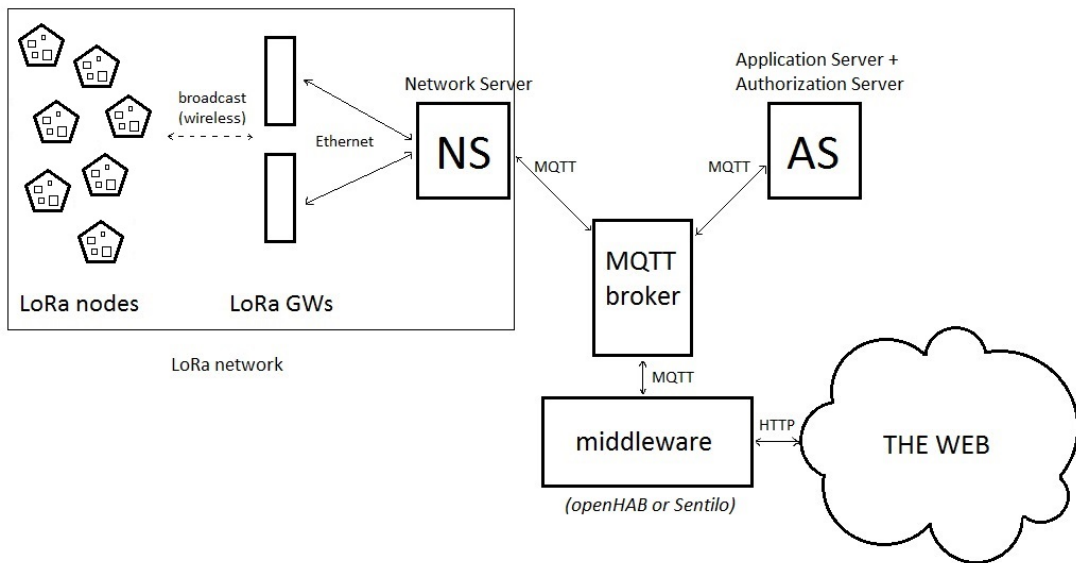 broadcast
(wireless)
Ethernet
Network Server
NS
LoRa nodes
LoRa GWs
LoRa network
MQTT
Application Server +
Authorization Server
AS
MQTT
MQTT
broker
MQTT
middleware
(openHAB or Sentilo)
HTTP
THE WEB